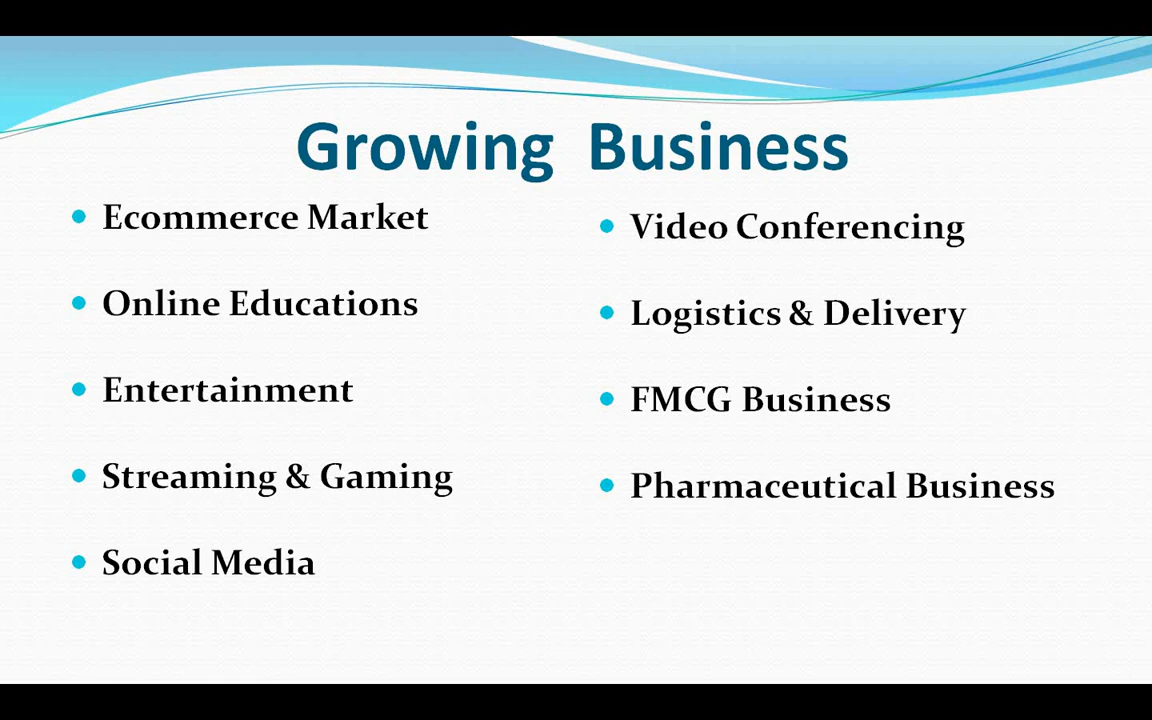 Growing Business
Ecommerce Market
Online Educations
Entertainment
Streaming & Gaming
Social Media
Video Conferencing
Logistics & Delivery
FMCG Business
Pharmaceutical Business